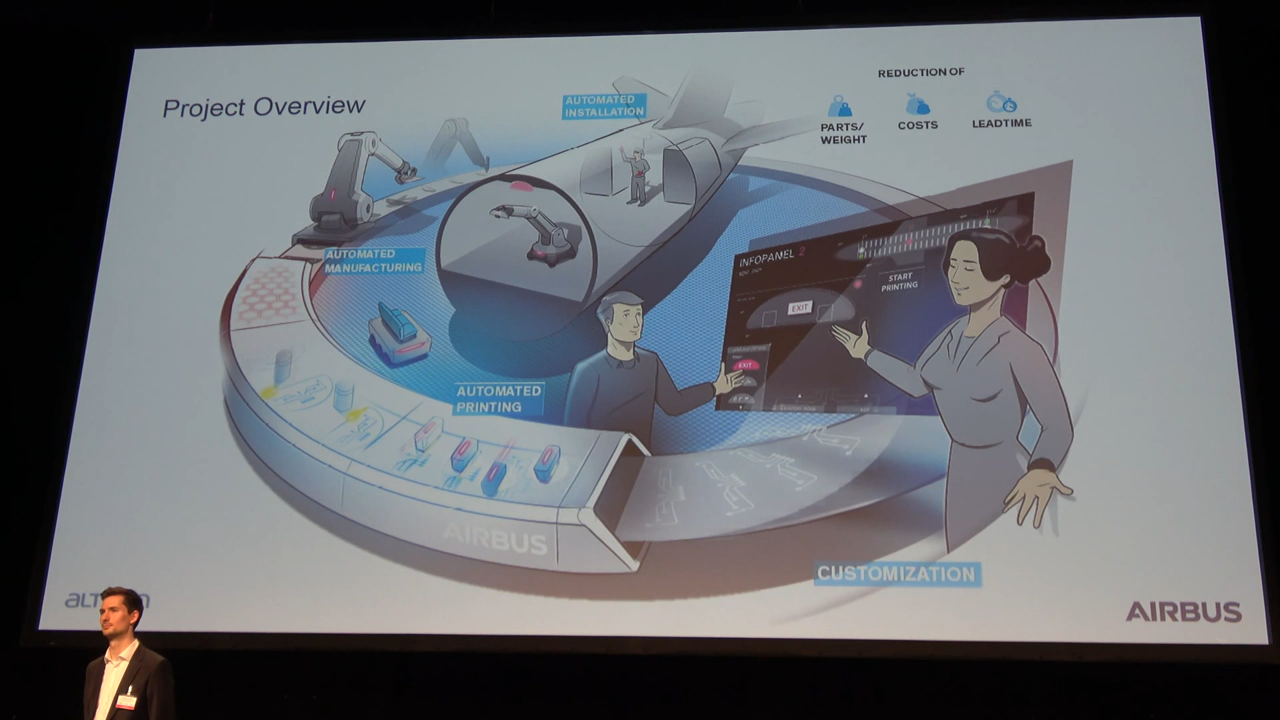 Project Overview
AUTOMATED
INSTALLATION
REDUCTION OF
PARTS/
WEIGHT
COSTS
LEADTIME
AUTOMATED
MANUFACTURING
INFOPANEL 2
START
PRINTING
EXIT
EXIT
AUTOMATED
PRINTING
AIRBUS
CUSTOMIZATION
AIRBUS